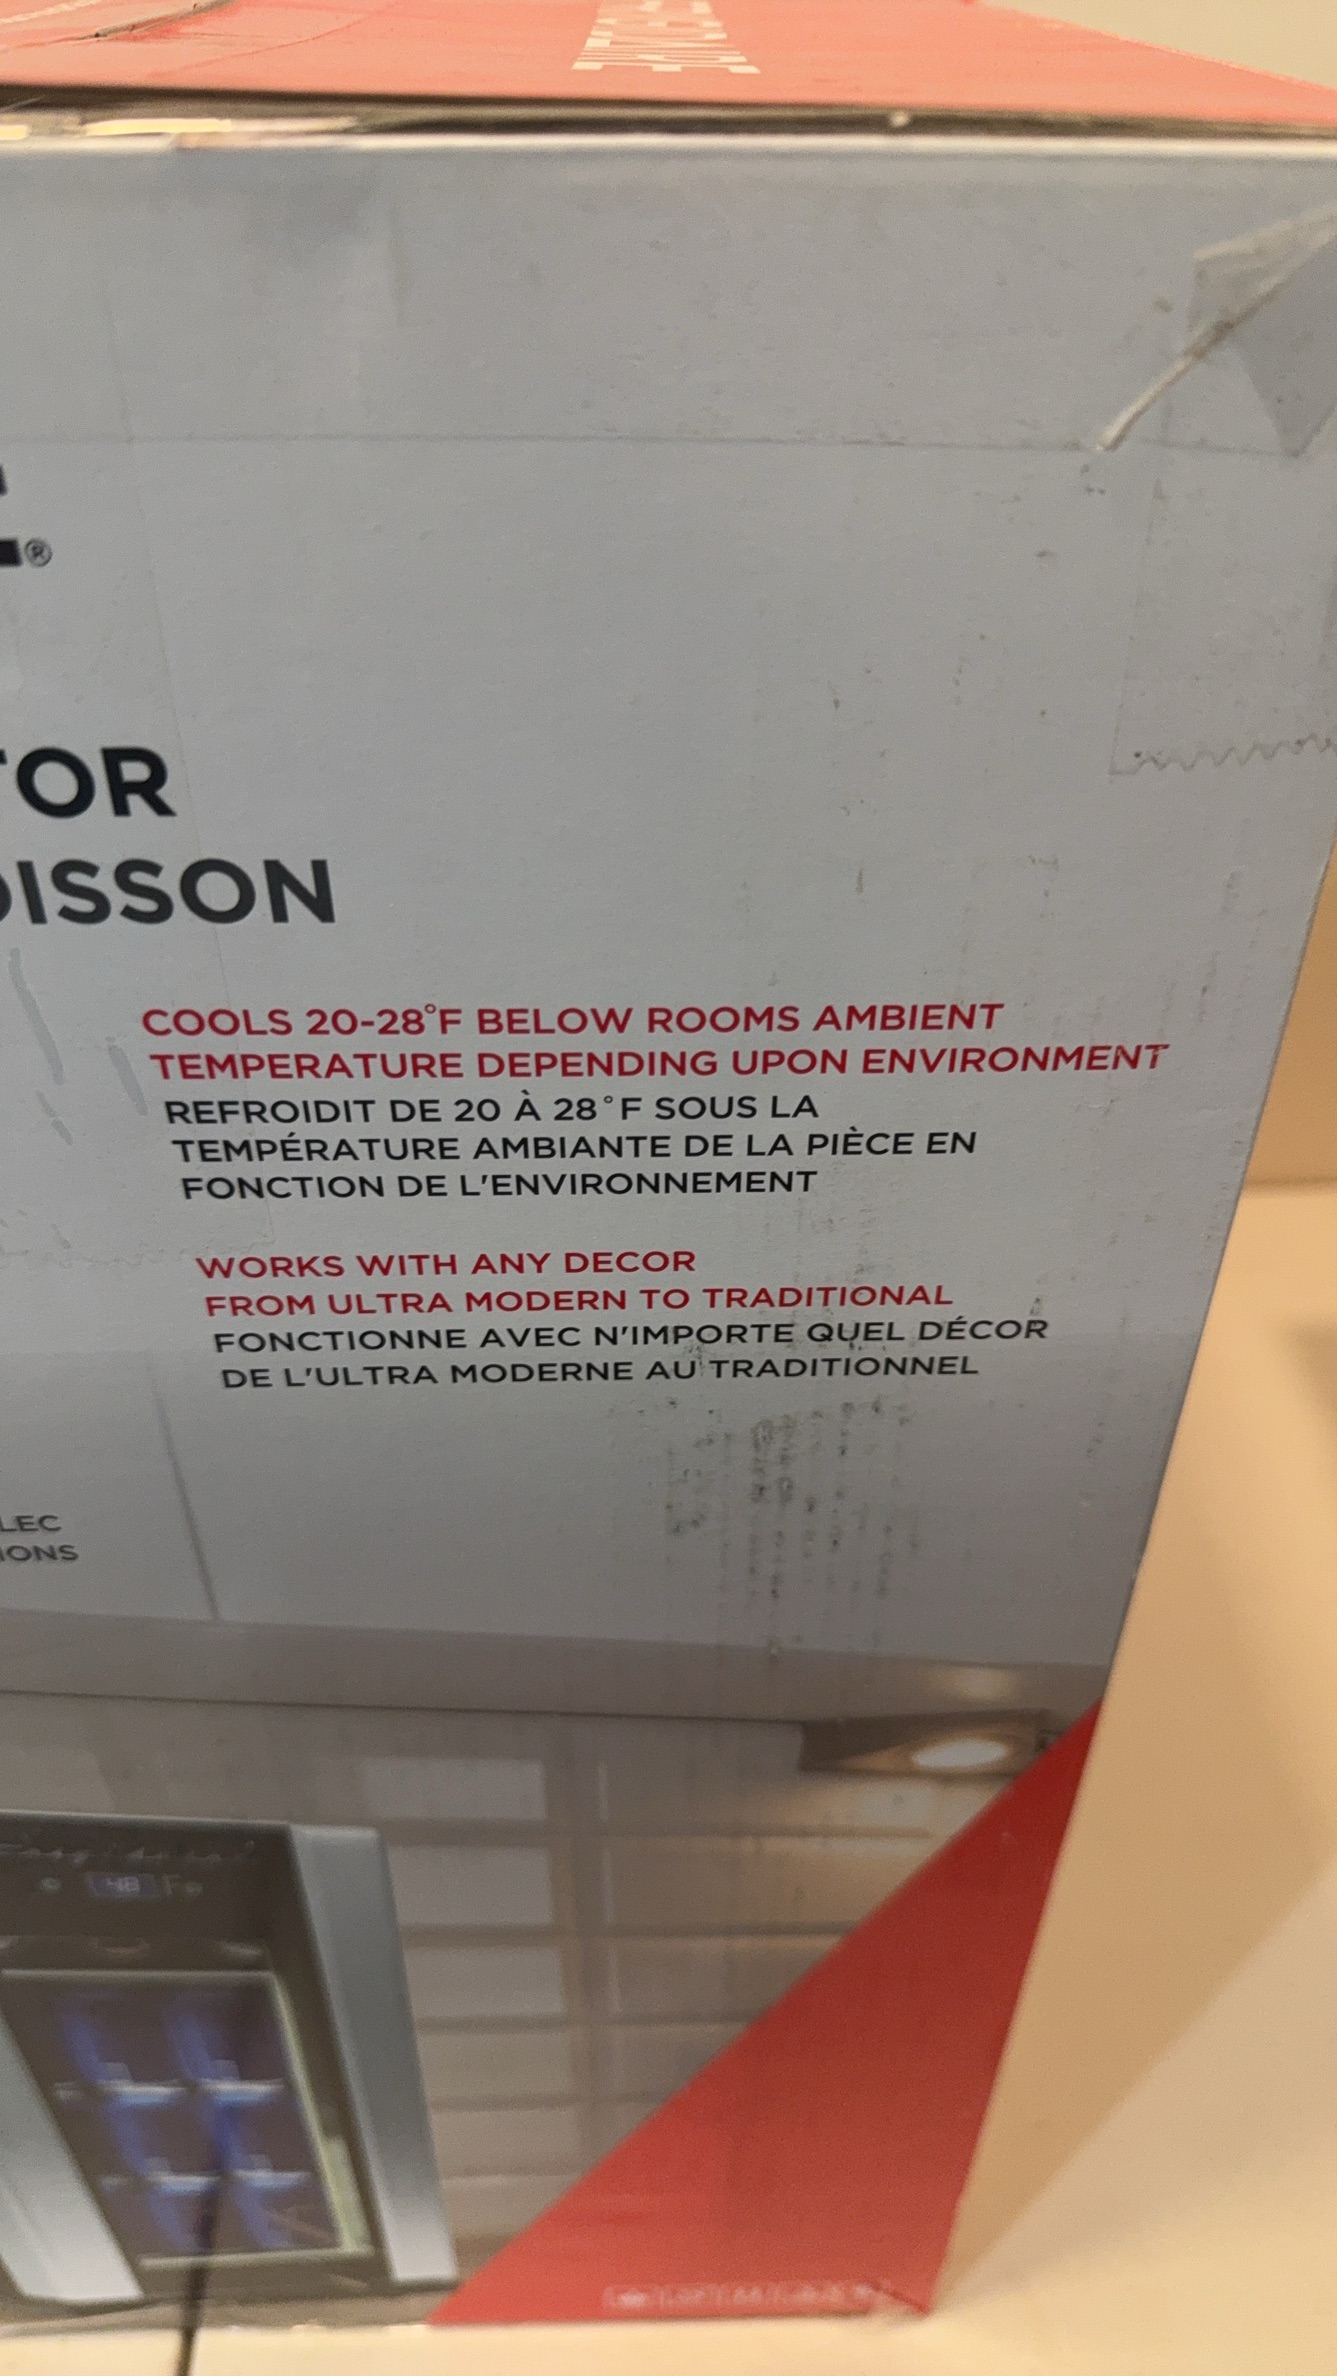 ®
TOR
OISSON
COOLS 20-28°F BELOW ROOMS AMBIENT
TEMPERATURE DEPENDING UPON ENVIRONMENT
REFROIDIT DE 20 À 28°F SOUS LA
TEMPÉRATURE AMBIANTE DE LA PIÈCE EN
FONCTION DE L'ENVIRONNEMENT
WORKS WITH ANY DECOR
FROM ULTRA MODERN TO TRADITIONAL
FONCTIONNE AVEC N'IMPORTE QUEL DÉCOR
DE L'ULTRA MODERNE AU TRADITIONNEL
LEC
IONS
48 F